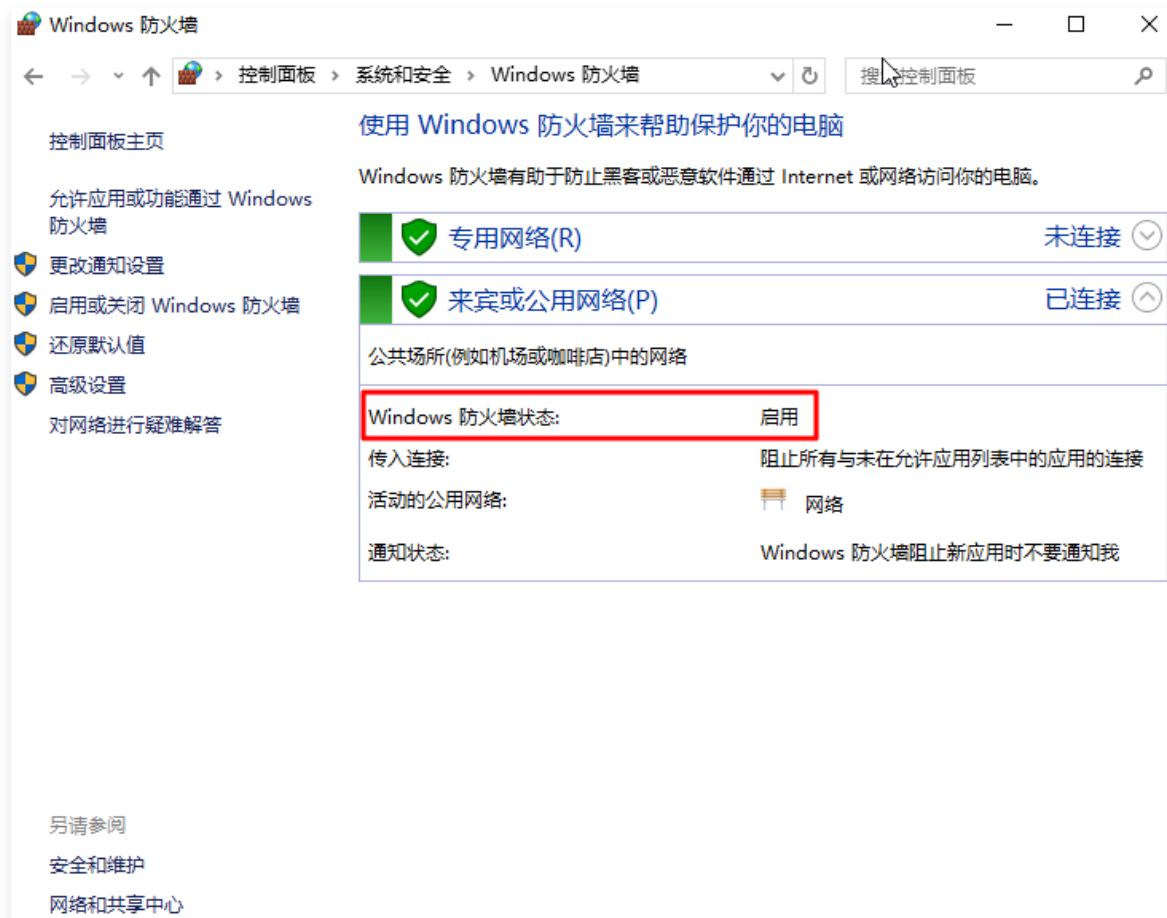 Windows 防火墙
控制面板 › 系统和安全 › Windows 防火墙
搜 控制面板
控制面板主页
允许应用或功能通过 Windows
防火墙
更改通知设置
启用或关闭 Windows 防火墙
还原默认值
高级设置
对网络进行疑难解答
使用 Windows 防火墙来帮助保护你的电脑
Windows 防火墙有助于防止黑客或恶意软件通过 Internet 或网络访问你的电脑。
专用网络(R) 未连接
来宾或公用网络(P) 已连接
公共场所(例如机场或咖啡店)中的网络
Windows 防火墙状态: 启用
传入连接: 阻止所有与未在允许应用列表中的应用的连接
活动的公用网络: 网络
通知状态: Windows 防火墙阻止新应用时不要通知我
另请参阅
安全和维护
网络和共享中心